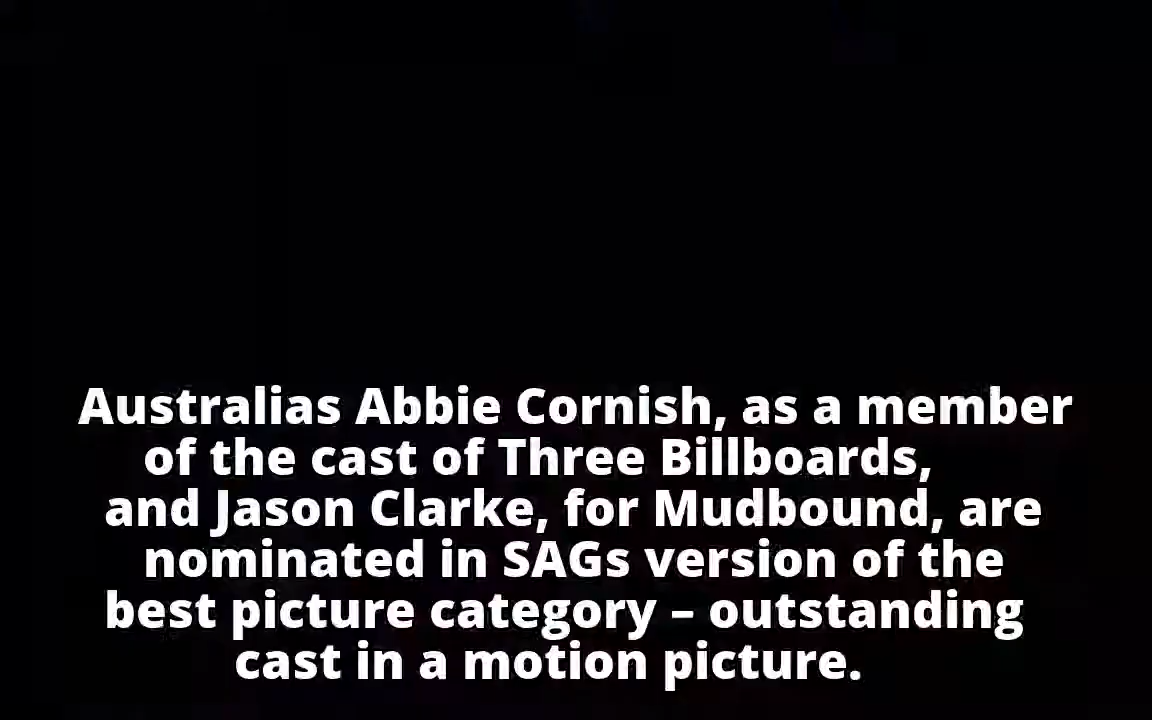 Australias Abbie Cornish, as a member
of the cast of Three Billboards,
and Jason Clarke, for Mudbound, are
nominated in SAGs version of the
best picture category – outstanding
cast in a motion picture.